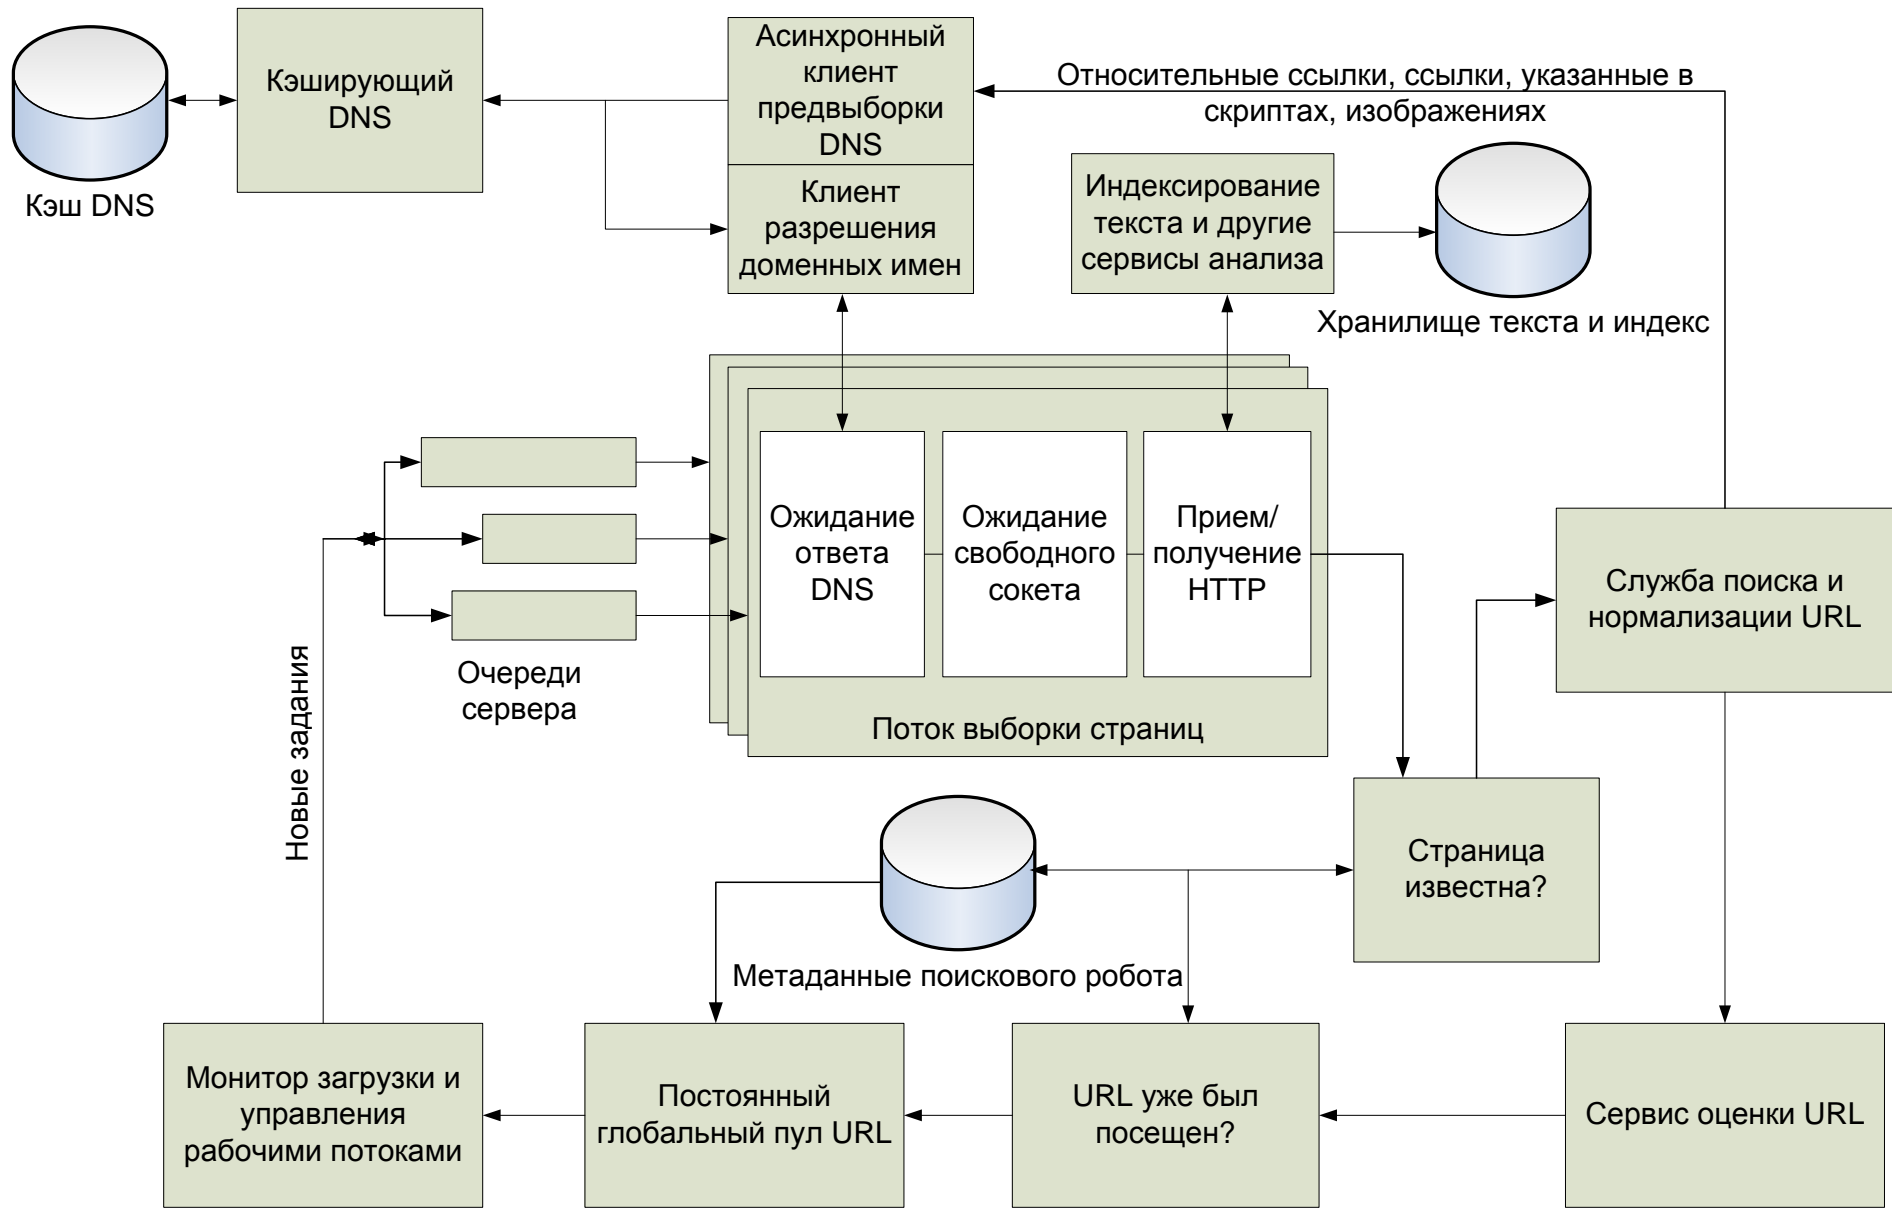 Кэш DNS
Кэширующий
DNS
Асинхронный
клиент
предвыборки
DNS
Клиент
разрешения
доменных имен
Относительные ссылки, ссылки, указанные в
скриптах, изображениях
Индексирование
текста и другие
сервисы анализа
Хранилище текста и индекс
Очереди
сервера
Ожидание
ответа
DNS
Ожидание
свободного
сокета
Прием/
получение
HTTP
Поток выборки страниц
Служба поиска и
нормализации URL
Новые задания
Страница
известна?
Метаданные поискового робота
Монитор загрузки и
управления
рабочими потоками
Постоянный
глобальный пул URL
URL уже был
посещен?
Сервис оценки URL